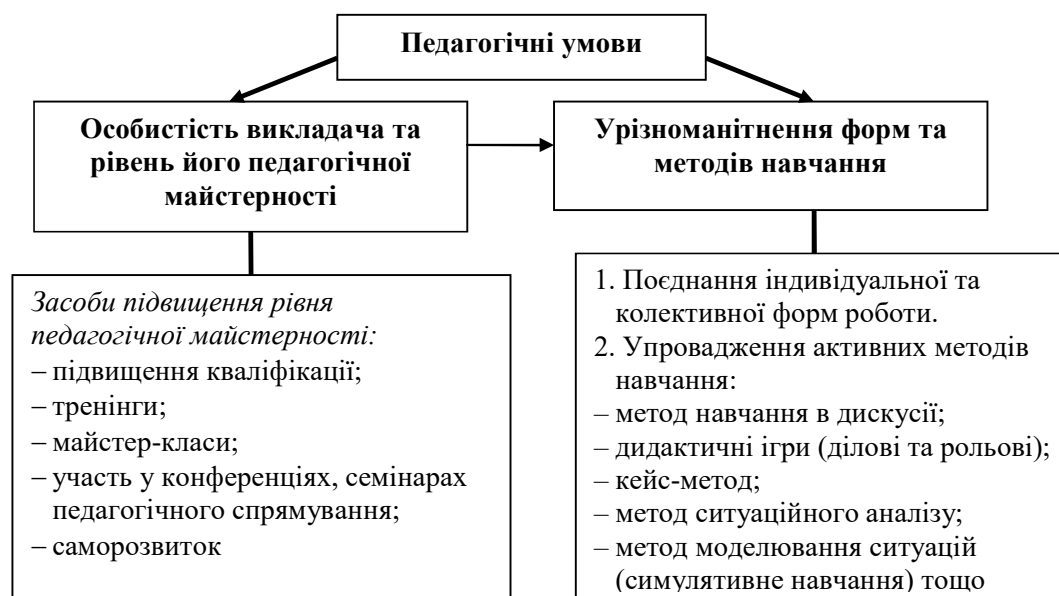 Педагогічні умови
Особистість викладача та
рівень його педагогічної
майстерності
Урізноманітнення форм та
методів навчання
Засоби підвищення рівня
педагогічної майстерності:
– підвищення кваліфікації;
– тренінги;
– майстер-класи;
– участь у конференціях, семінарах
педагогічного спрямування;
– саморозвиток
1. Поєднання індивідуальної та
колективної форм роботи.
2. Упровадження активних методів
навчання:
– метод навчання в дискусії;
– дидактичні ігри (ділові та рольові);
– кейс-метод;
– метод ситуаційного аналізу;
– метод моделювання ситуацій
(симулятивне навчання) тощо